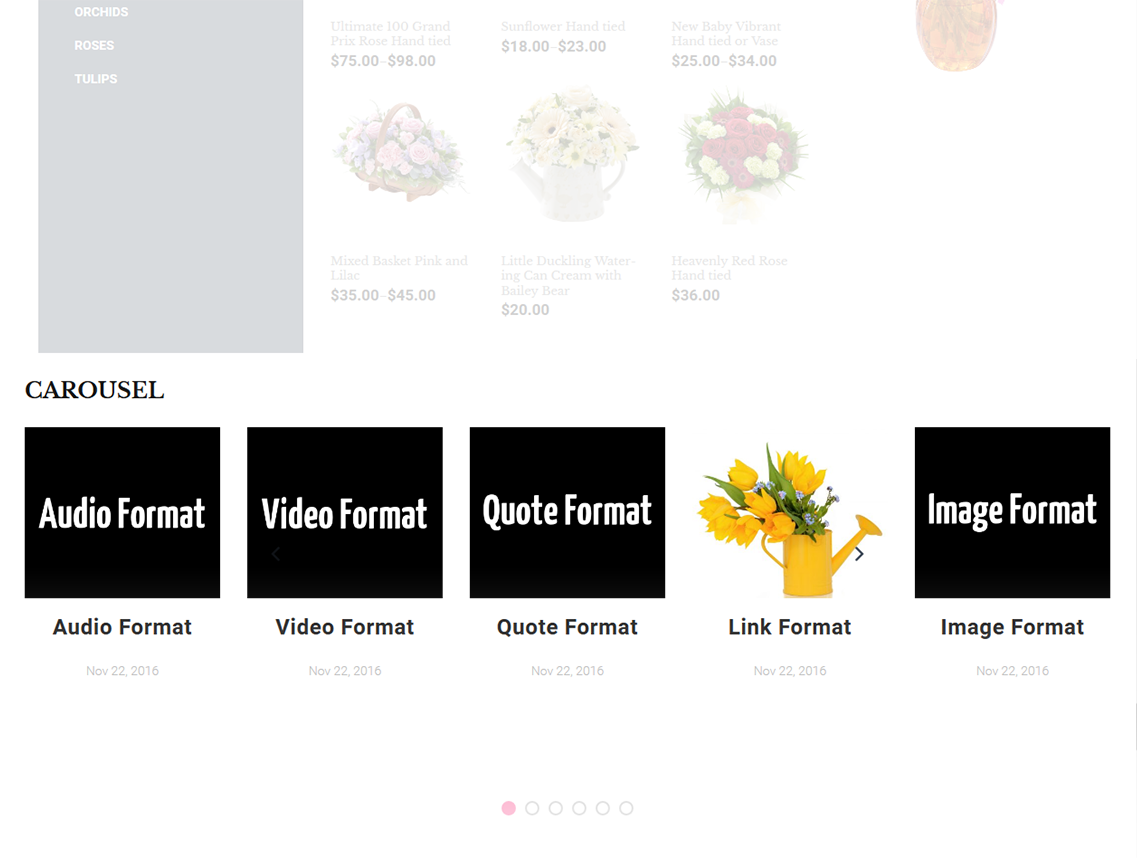 ORCHIDS
ROSES
TULIPS
Ultimate 100 Grand
Prix Rose Hand tied
$75.00–$98.00
Sunflower Hand tied
$18.00–$23.00
New Baby Vibrant
Hand tied or Vase
$25.00–$34.00
Mixed Basket Pink and
Lilac
$35.00–$45.00
Little Duckling Water-
ing Can Cream with
Bailey Bear
$20.00
Heavenly Red Rose
Hand tied
$36.00
CAROUSEL
Audio Format
Video Format
Quote Format
Image Format
Audio Format
Video Format
Quote Format
Link Format
Image Format
Nov 22, 2016
Nov 22, 2016
Nov 22, 2016
Nov 22, 2016
Nov 22, 2016